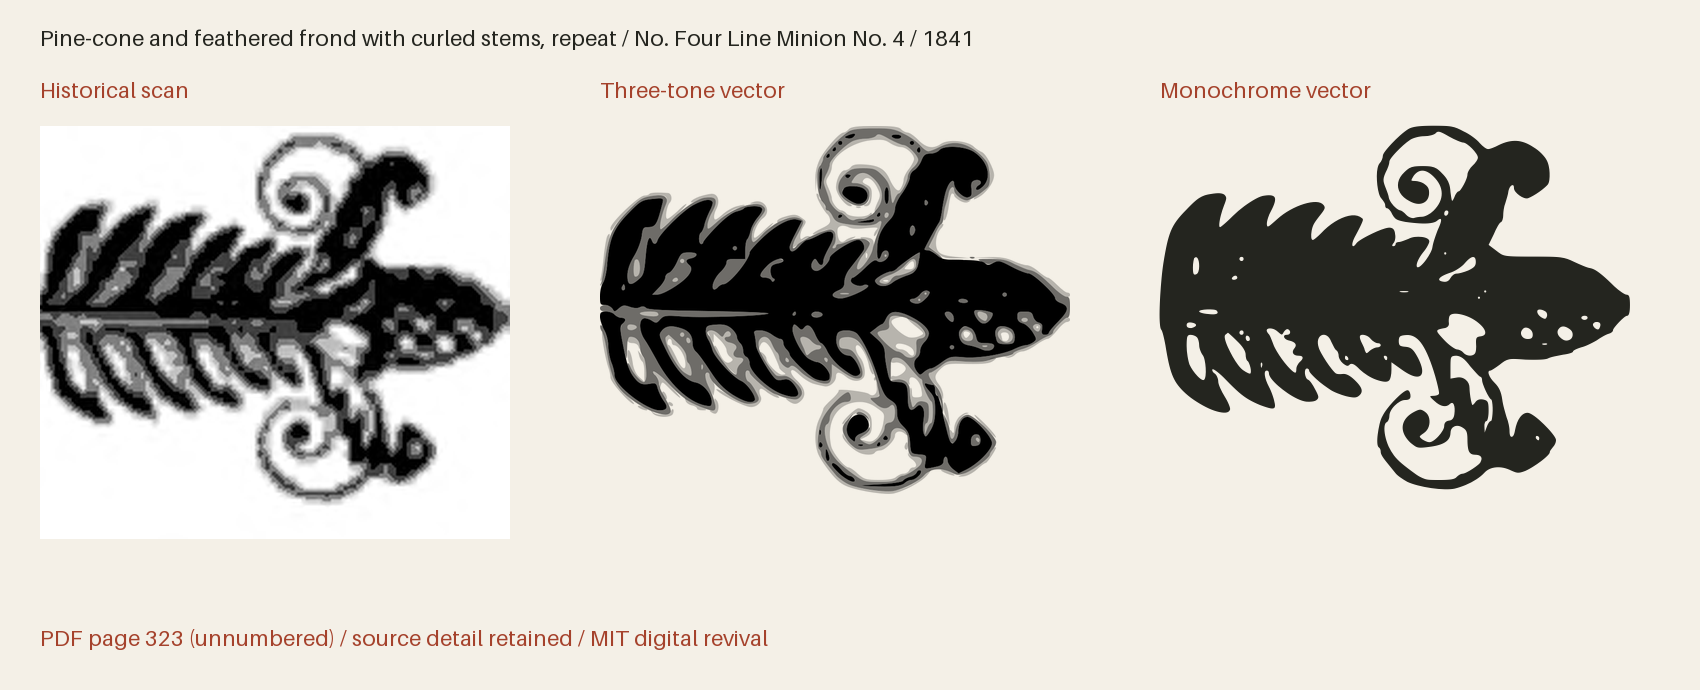 Pine-cone and feathered frond with curled stems, repeat / No. Four Line Minion No. 4 / 1841
Historical scan
Three-tone vector
Monochrome vector
PDF page 323 (unnumbered) / source detail retained / MIT digital revival